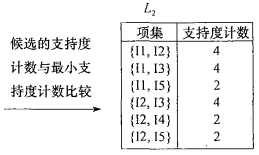 L₂
候选的支持度
计数与最小支
持度计数比较
项集 支持度计数
{I1, I2} 4
{I1, I3} 4
{I1, I5} 2
{I2, I3} 4
{I2, I4} 2
{I2, I5} 2